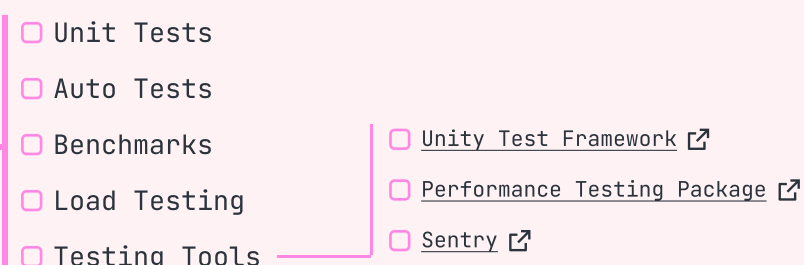 Unit Tests
Auto Tests
Benchmarks
Load Testing
Testing Tools
Unity Test Framework
Performance Testing Package
Sentry